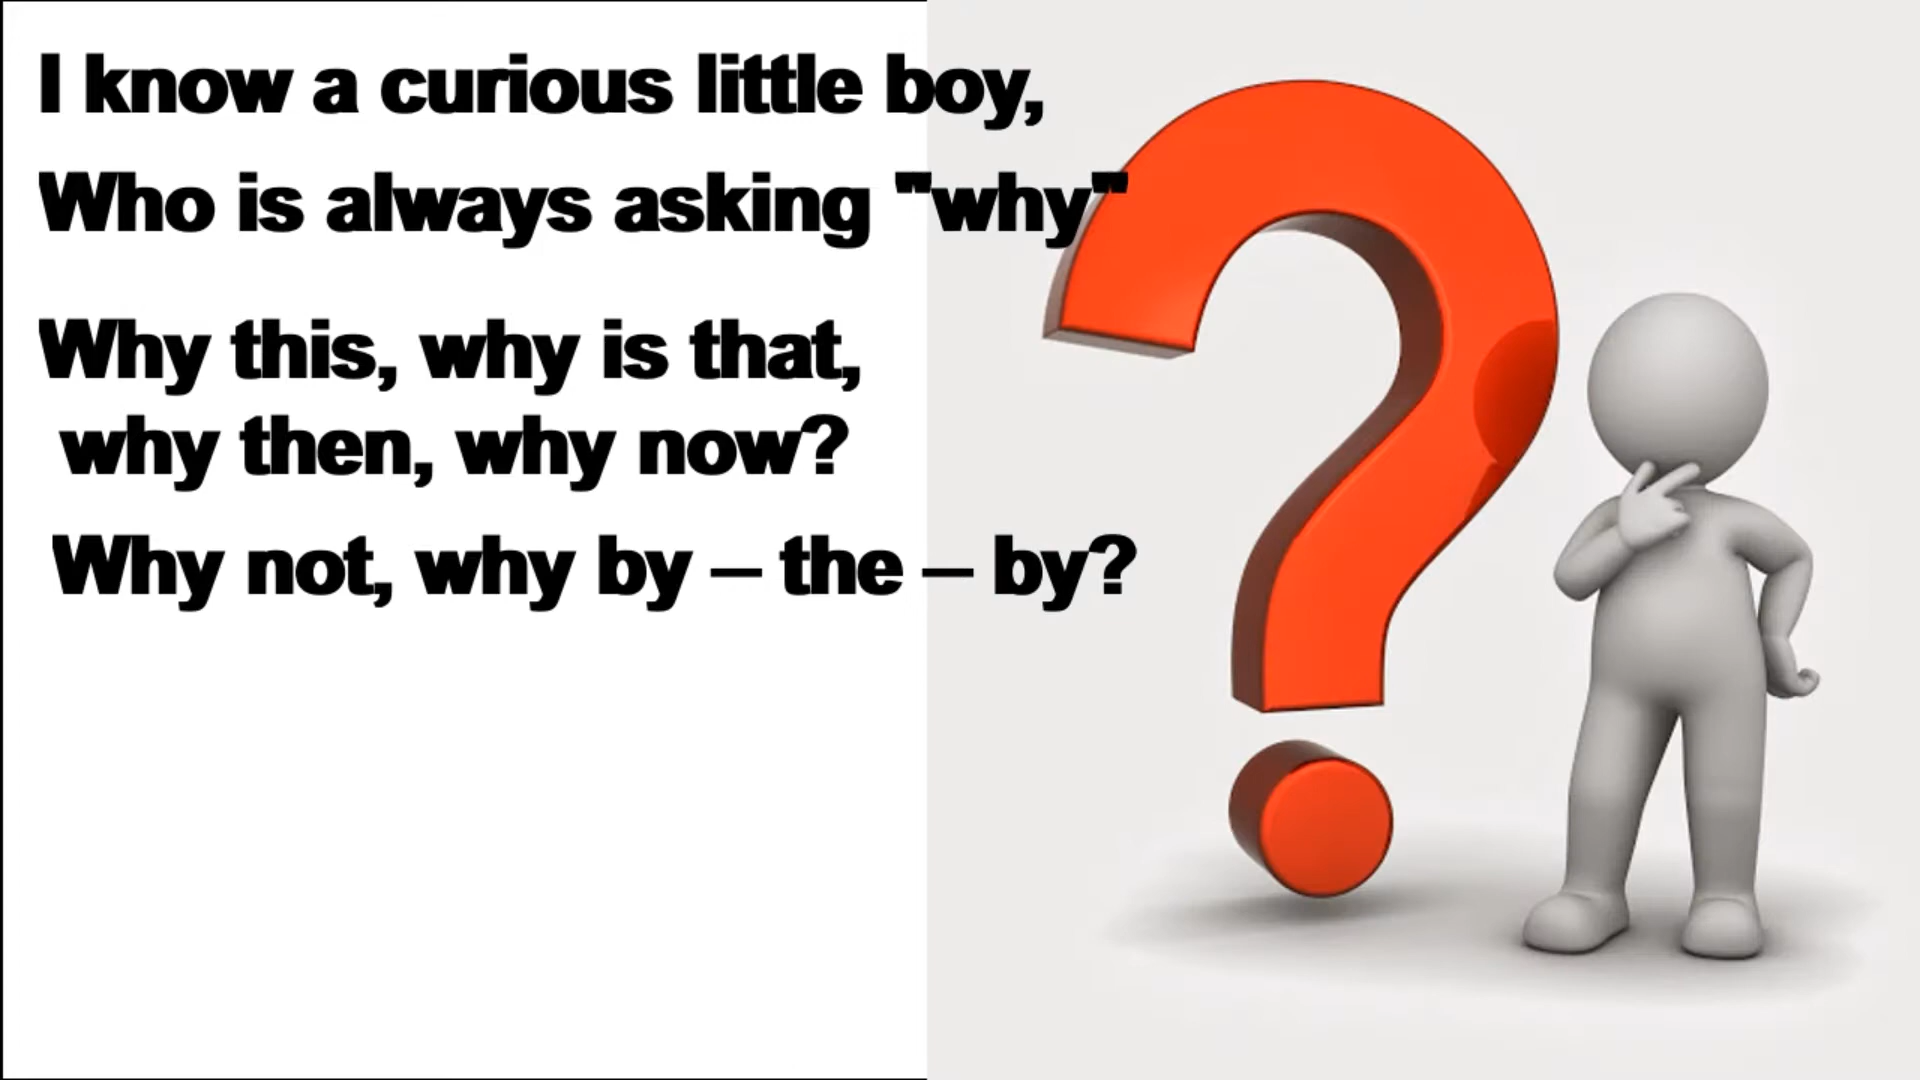 I know a curious little boy,
Who is always asking "why"
Why this, why is that,
why then, why now?
Why not, why by – the – by?